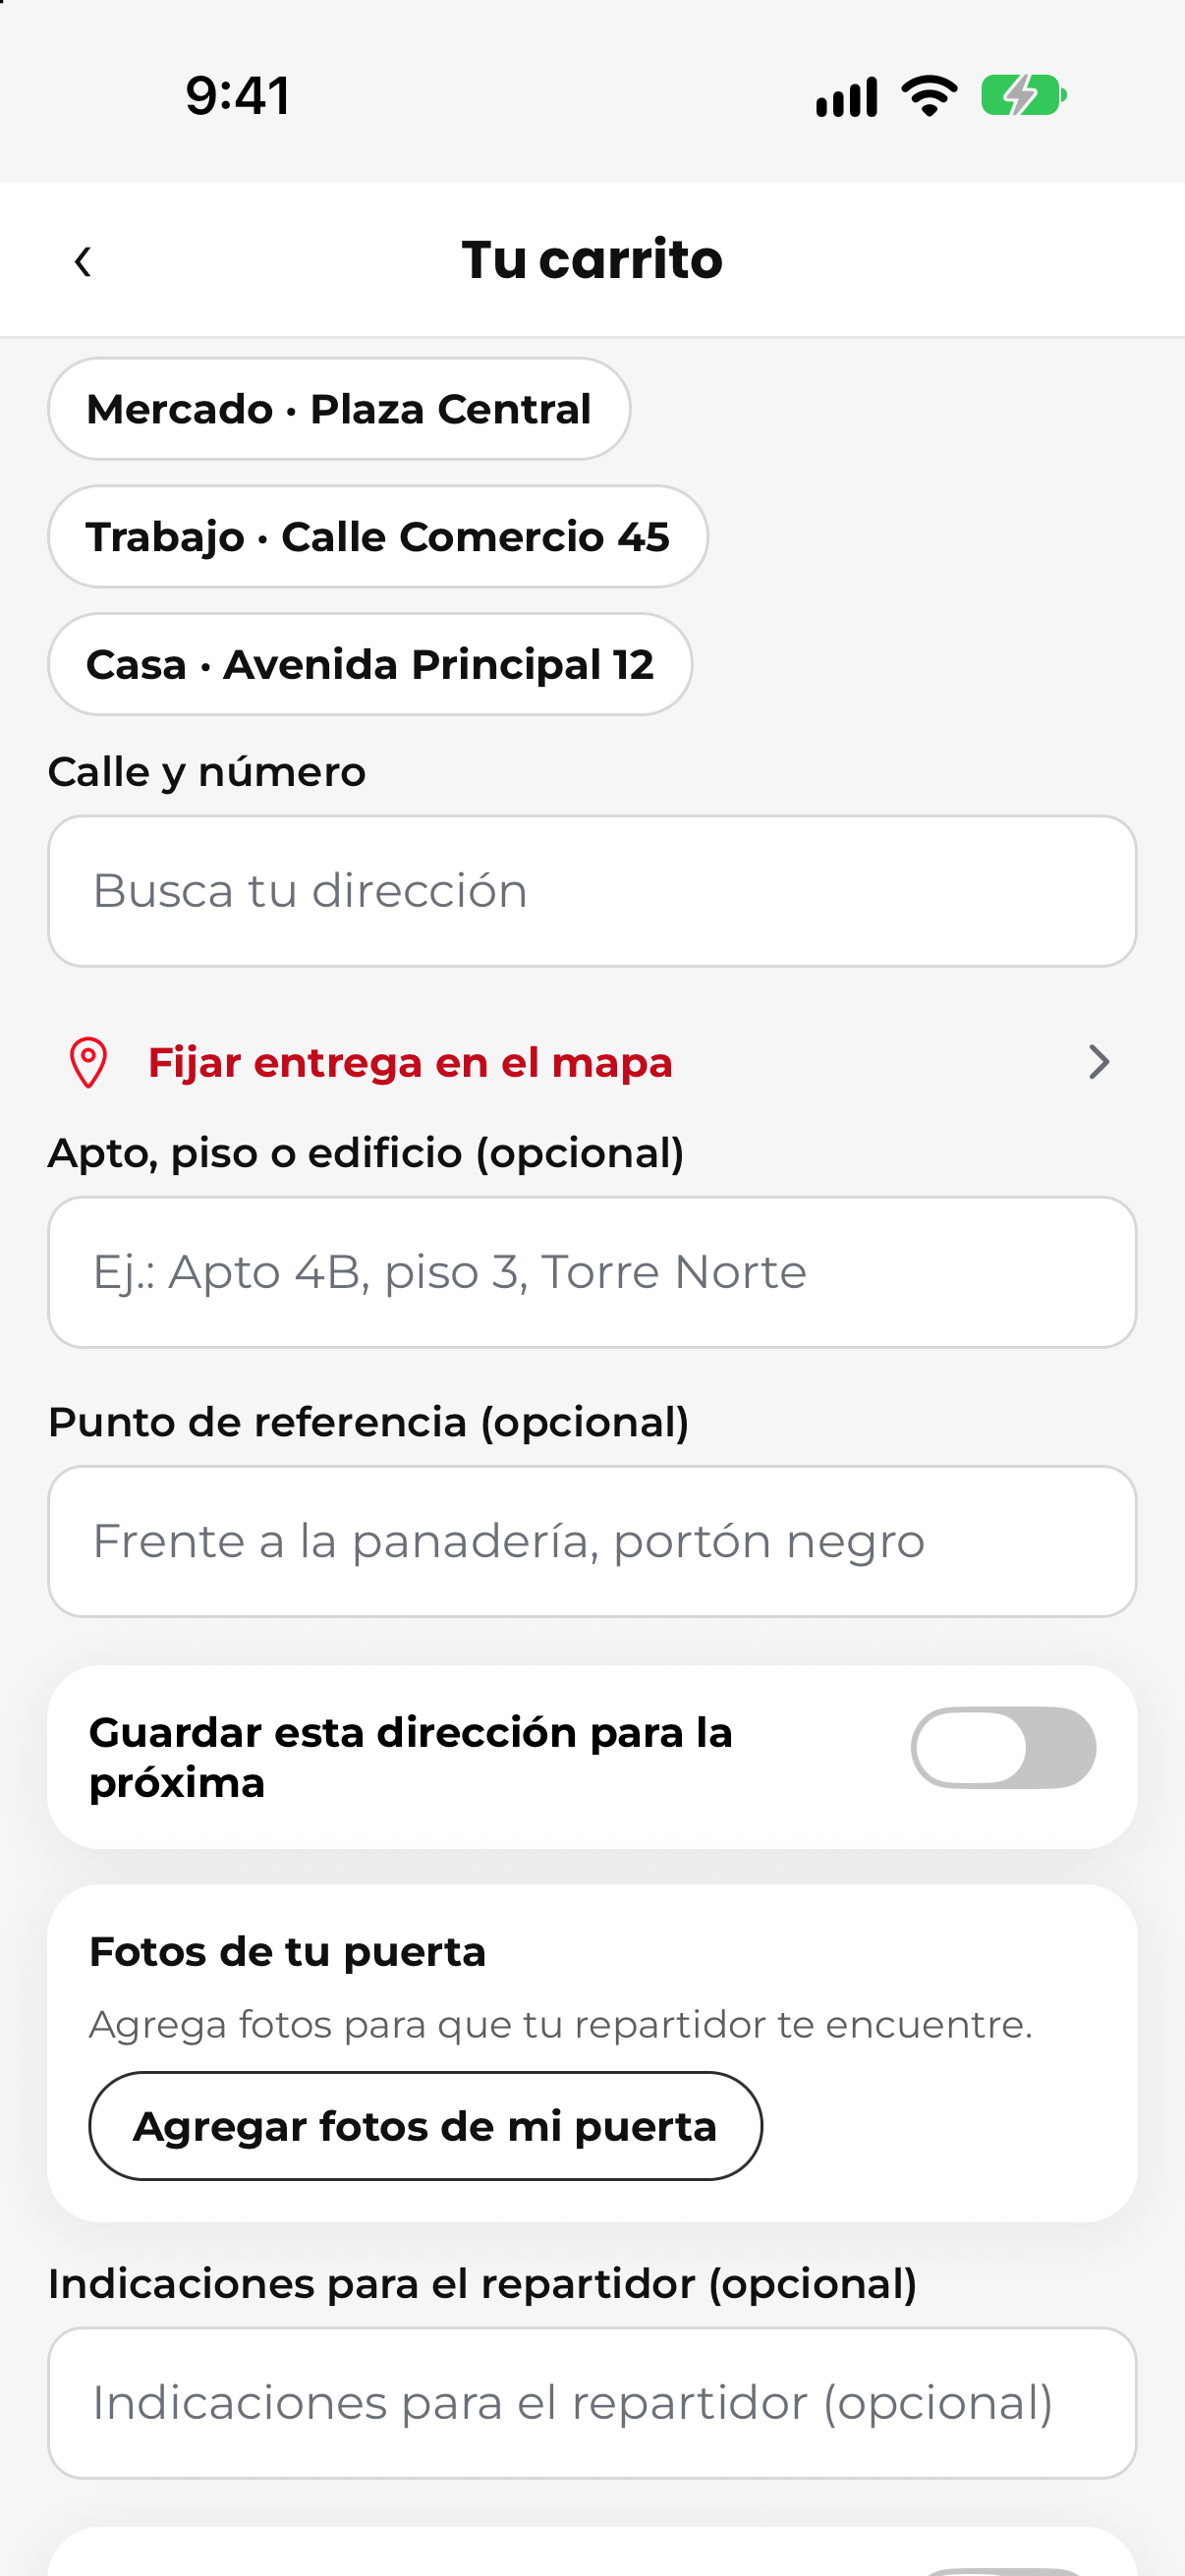 9:41
Tu carrito
Mercado · Plaza Central
Trabajo · Calle Comercio 45
Casa · Avenida Principal 12
Calle y número
Busca tu dirección
Fijar entrega en el mapa
Apto, piso o edificio (opcional)
Ej.: Apto 4B, piso 3, Torre Norte
Punto de referencia (opcional)
Frente a la panadería, portón negro
Guardar esta dirección para la
próxima
Fotos de tu puerta
Agrega fotos para que tu repartidor te encuentre.
Agregar fotos de mi puerta
Indicaciones para el repartidor (opcional)
Indicaciones para el repartidor (opcional)